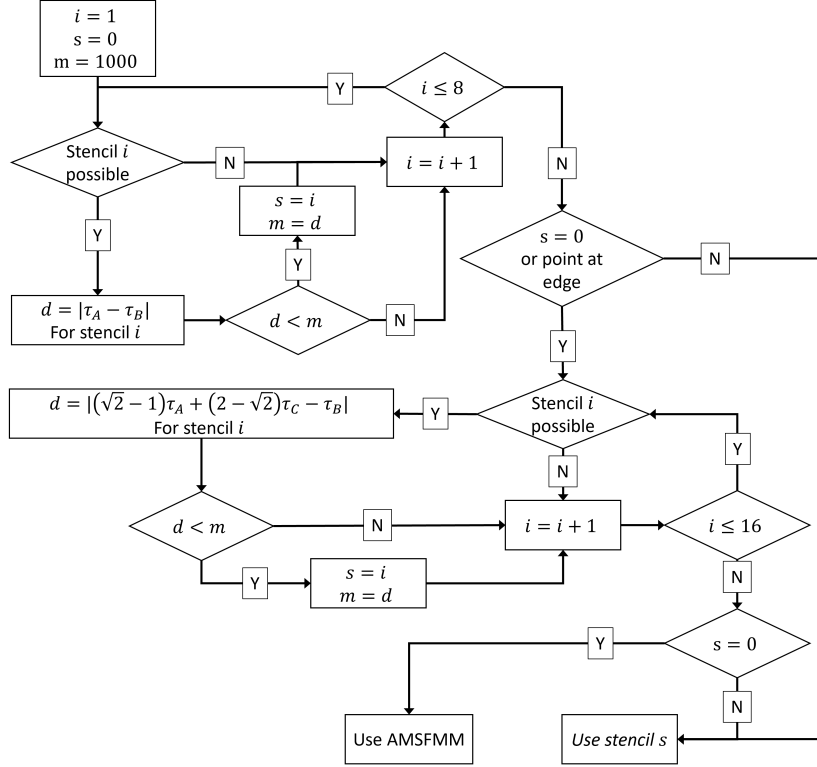 i = 1
s = 0
m = 1000
Y
i ≤ 8
Stencil i
possible
N
i = i + 1
N
s = i
m = d
Y
Y
s = 0
or point at
edge
N
d = |τ_A − τ_B|
For stencil i
d < m
N
Y
d = |(√2 − 1)τ_A + (2 − √2)τ_C − τ_B|
For stencil i
Y
Stencil i
possible
Y
N
d < m
N
i = i + 1
i ≤ 16
Y
s = i
m = d
N
Y
s = 0
N
Use AMSFMM
Use stencil s